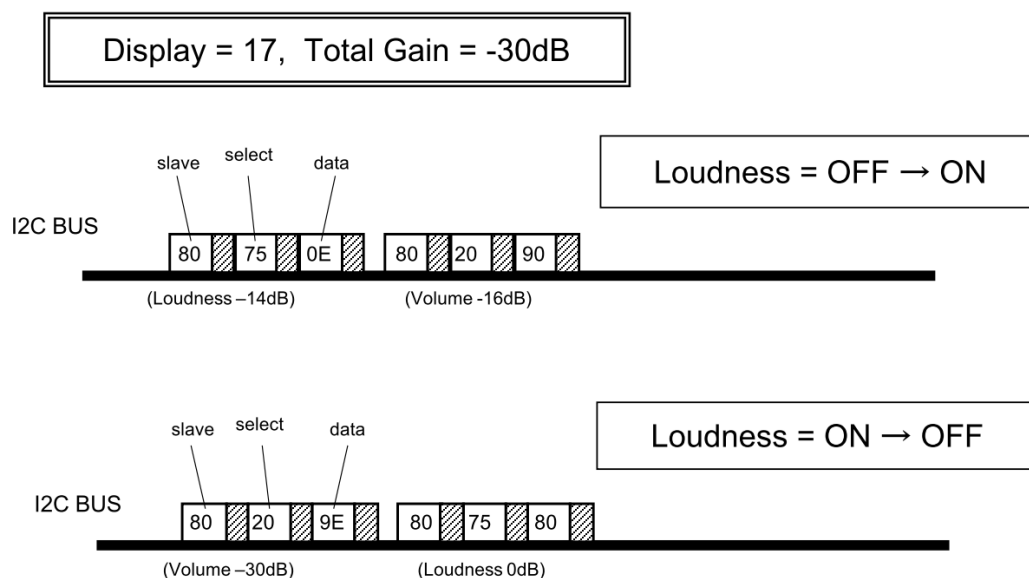 Display = 17,  Total Gain = -30dB
Loudness = OFF → ON
slave select data
I2C BUS
80 75 0E 80 20 90
(Loudness –14dB) (Volume -16dB)
Loudness = ON → OFF
slave select data
I2C BUS
80 20 9E 80 75 80
(Volume –30dB) (Loudness 0dB)